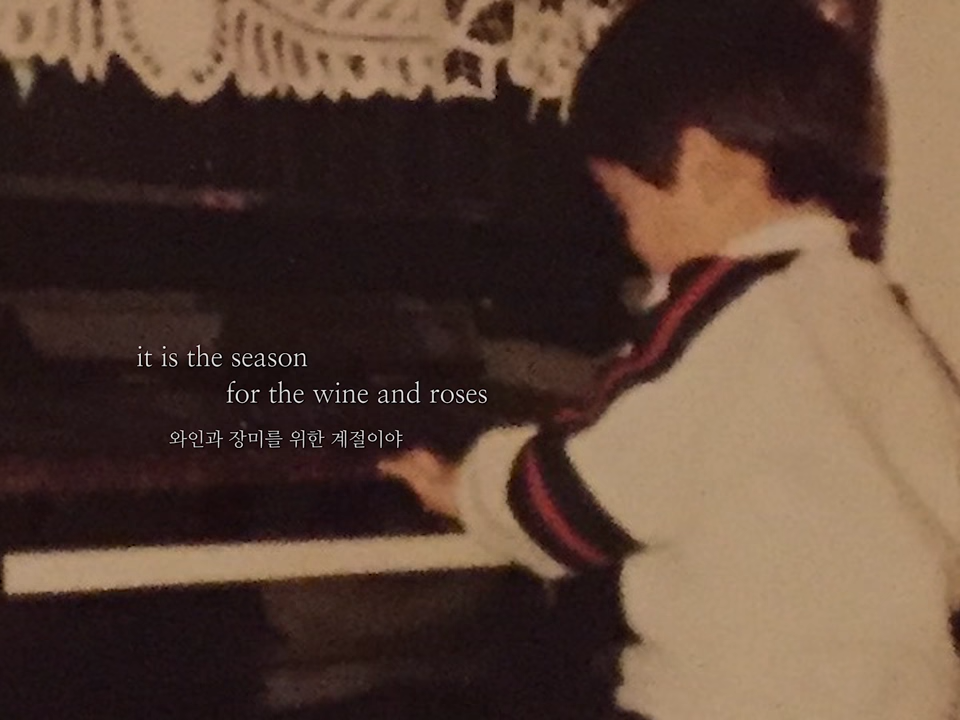 it is the season
for the wine and roses
와인과 장미를 위한 계절이야